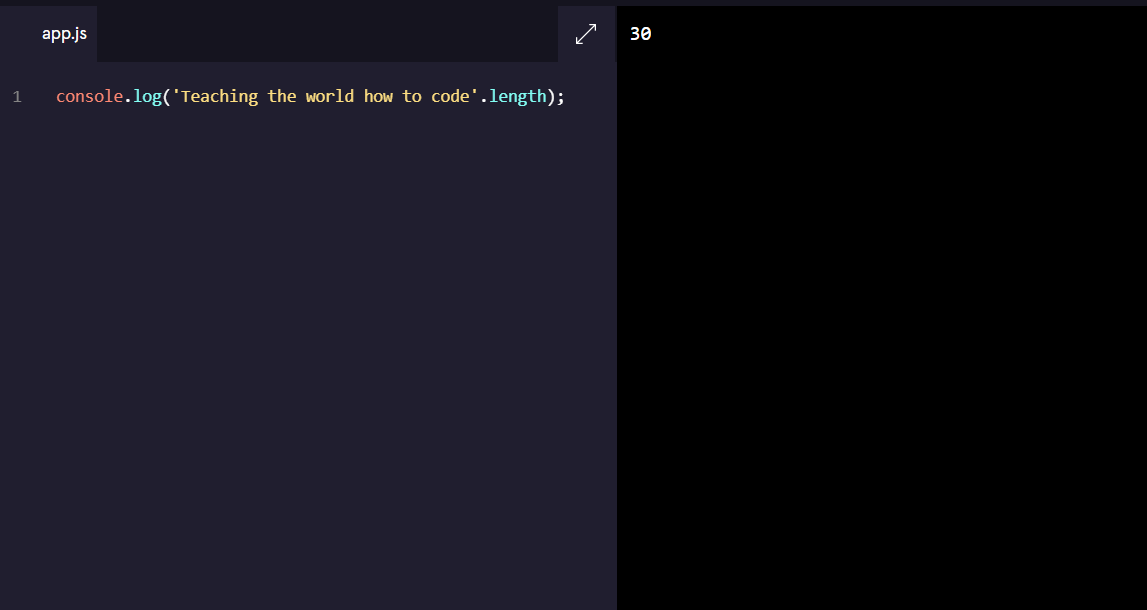 app.js
1 console.log('Teaching the world how to code'.length);
30